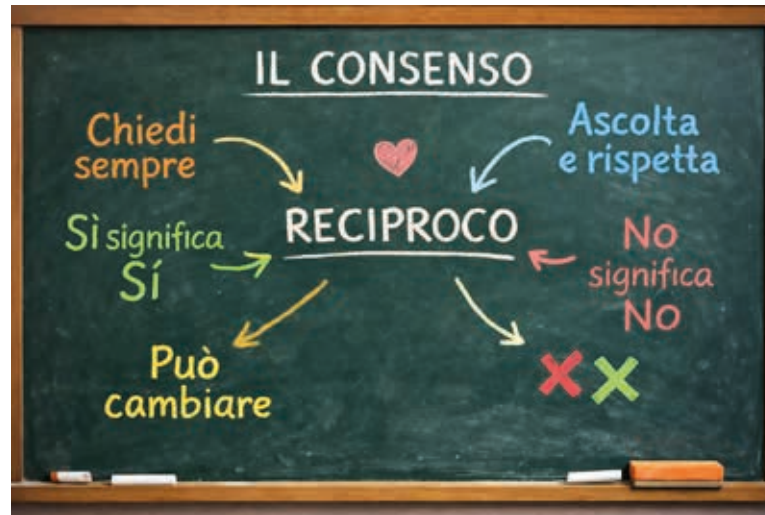 IL CONSENSO
Chiedi
sempre
Ascolta
e rispetta
Sì significa
Sí
RECIPROCO
No
significa
No
Può
cambiare